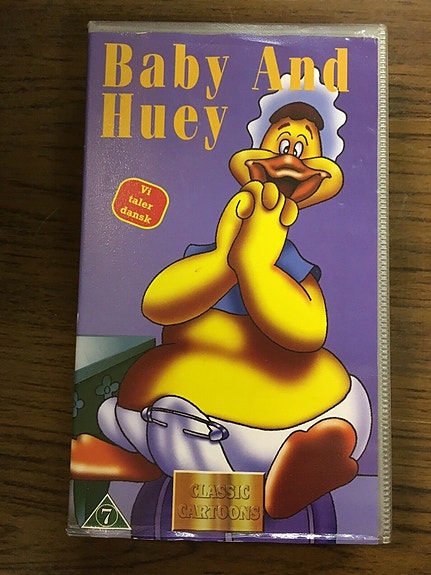 Baby And
Huey
Vi
taler
dansk
CLASSIC
CARTOONS
7